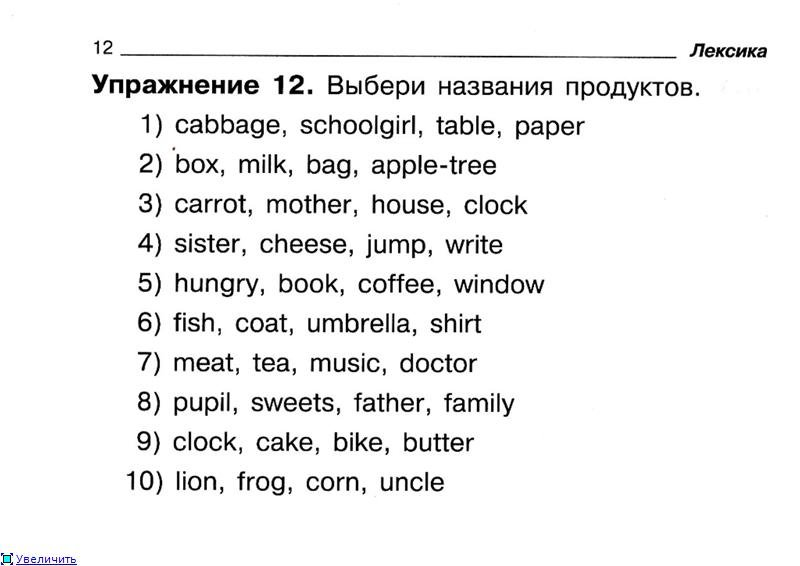 12 Лексика
Упражнение 12. Выбери названия продуктов.
1) cabbage, schoolgirl, table, paper
2) box, milk, bag, apple-tree
3) carrot, mother, house, clock
4) sister, cheese, jump, write
5) hungry, book, coffee, window
6) fish, coat, umbrella, shirt
7) meat, tea, music, doctor
8) pupil, sweets, father, family
9) clock, cake, bike, butter
10) lion, frog, corn, uncle
Увеличить